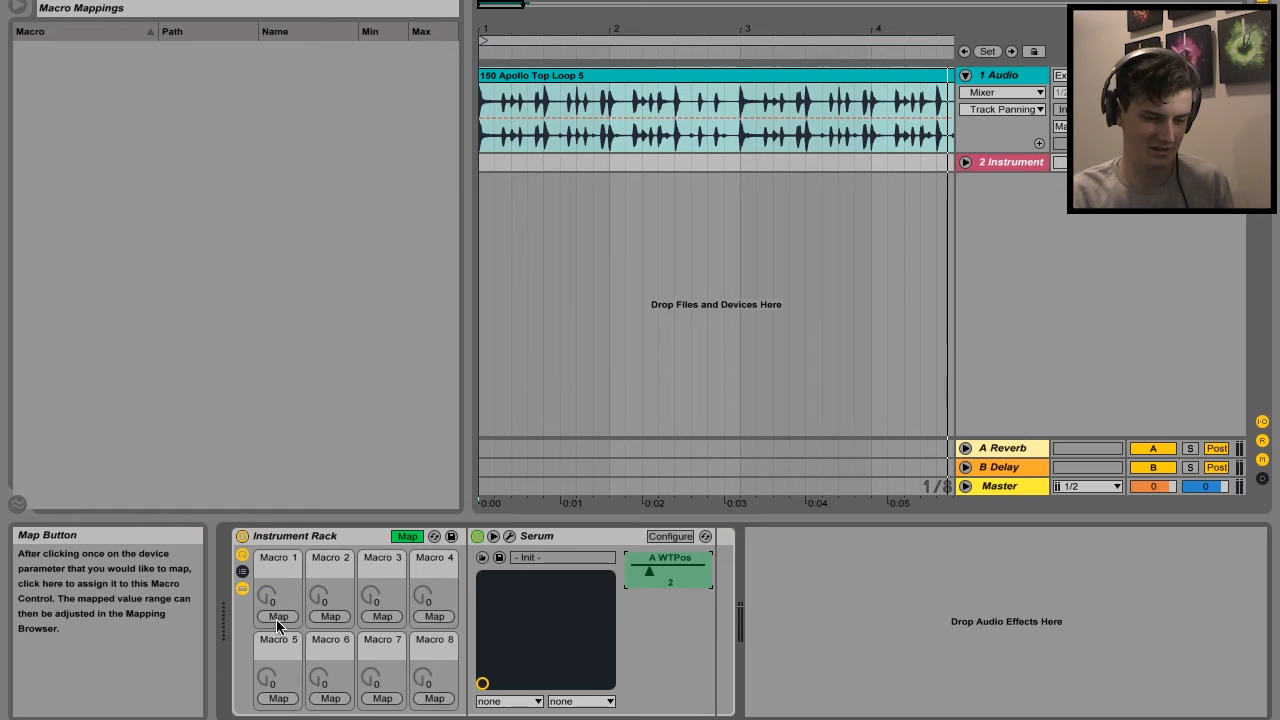 Macro Mappings
Macro Path Name Min Max
1 2 3 4
Set
150 Apollo Top Loop 5
1 Audio
Mixer
Track Panning
2 Instrument
Drop Files and Devices Here
A Reverb A S Post
B Delay B S Post
1/8
Master 1/2 0 0
0:00 0:01 0:02 0:03 0:04 0:05
Map Button
After clicking once on the device
parameter that you would like to map,
click here to assign it to this Macro
Control. The mapped value range can
then be adjusted in the Mapping
Browser.
Instrument Rack Map
Macro 1 Macro 2 Macro 3 Macro 4
0 0 0 0
Map Map Map Map
Macro 5 Macro 6 Macro 7 Macro 8
0 0 0 0
Map Map Map Map
Serum Configure
- Init -
A WTPos
2
none none
Drop Audio Effects Here